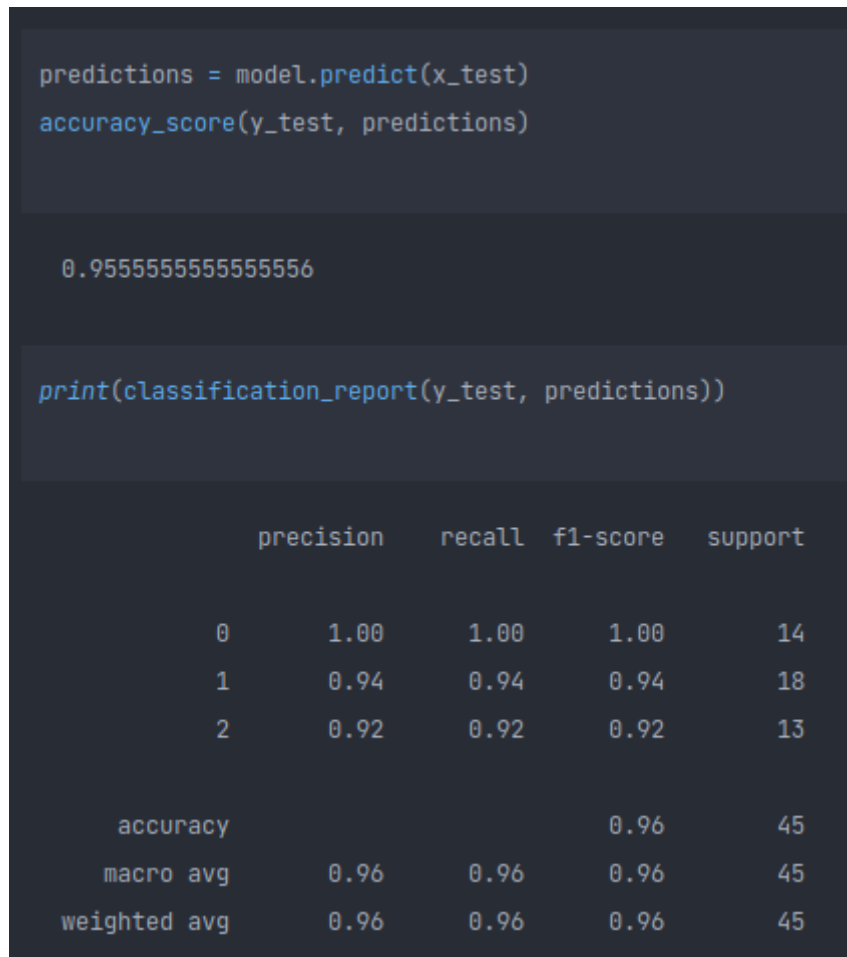 predictions = model.predict(x_test)
accuracy_score(y_test, predictions)
0.9555555555555556
print(classification_report(y_test, predictions))
precision recall f1-score support
0 1.00 1.00 1.00 14
1 0.94 0.94 0.94 18
2 0.92 0.92 0.92 13
accuracy 0.96 45
macro avg 0.96 0.96 0.96 45
weighted avg 0.96 0.96 0.96 45